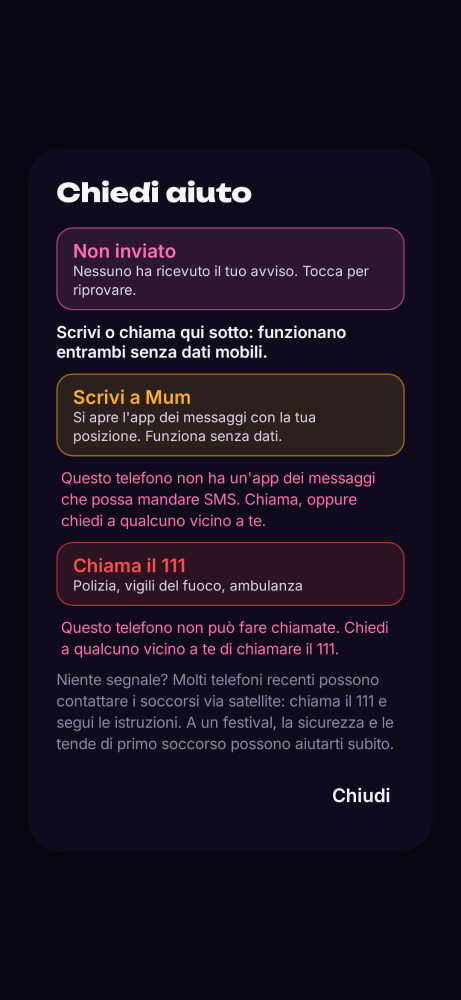 Chiedi aiuto
Non inviato
Nessuno ha ricevuto il tuo avviso. Tocca per
riprovare.
Scrivi o chiama qui sotto: funzionano
entrambi senza dati mobili.
Scrivi a Mum
Si apre l'app dei messaggi con la tua
posizione. Funziona senza dati.
Questo telefono non ha un'app dei messaggi
che possa mandare SMS. Chiama, oppure
chiedi a qualcuno vicino a te.
Chiama il 111
Polizia, vigili del fuoco, ambulanza
Questo telefono non può fare chiamate. Chiedi
a qualcuno vicino a te di chiamare il 111.
Niente segnale? Molti telefoni recenti possono
contattare i soccorsi via satellite: chiama il 111 e
segui le istruzioni. A un festival, la sicurezza e le
tende di primo soccorso possono aiutarti subito.
Chiudi